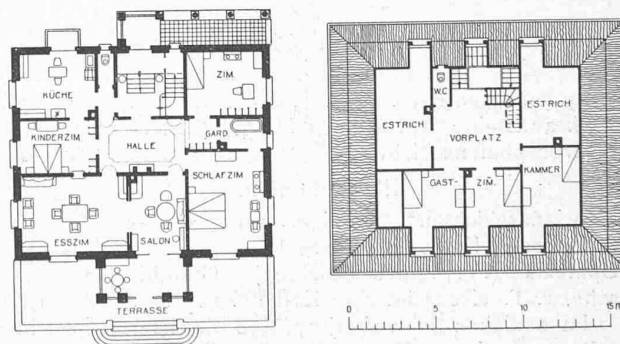 KÜCHE
ZIM.
KINDERZIM.
HALLE
GARD.
ESSZIM
SALON
SCHLAFZIM
TERRASSE
W.C
ESTRICH
ESTRICH
VORPLATZ
GAST-
ZIM.
KAMMER
0 5 10 15 m